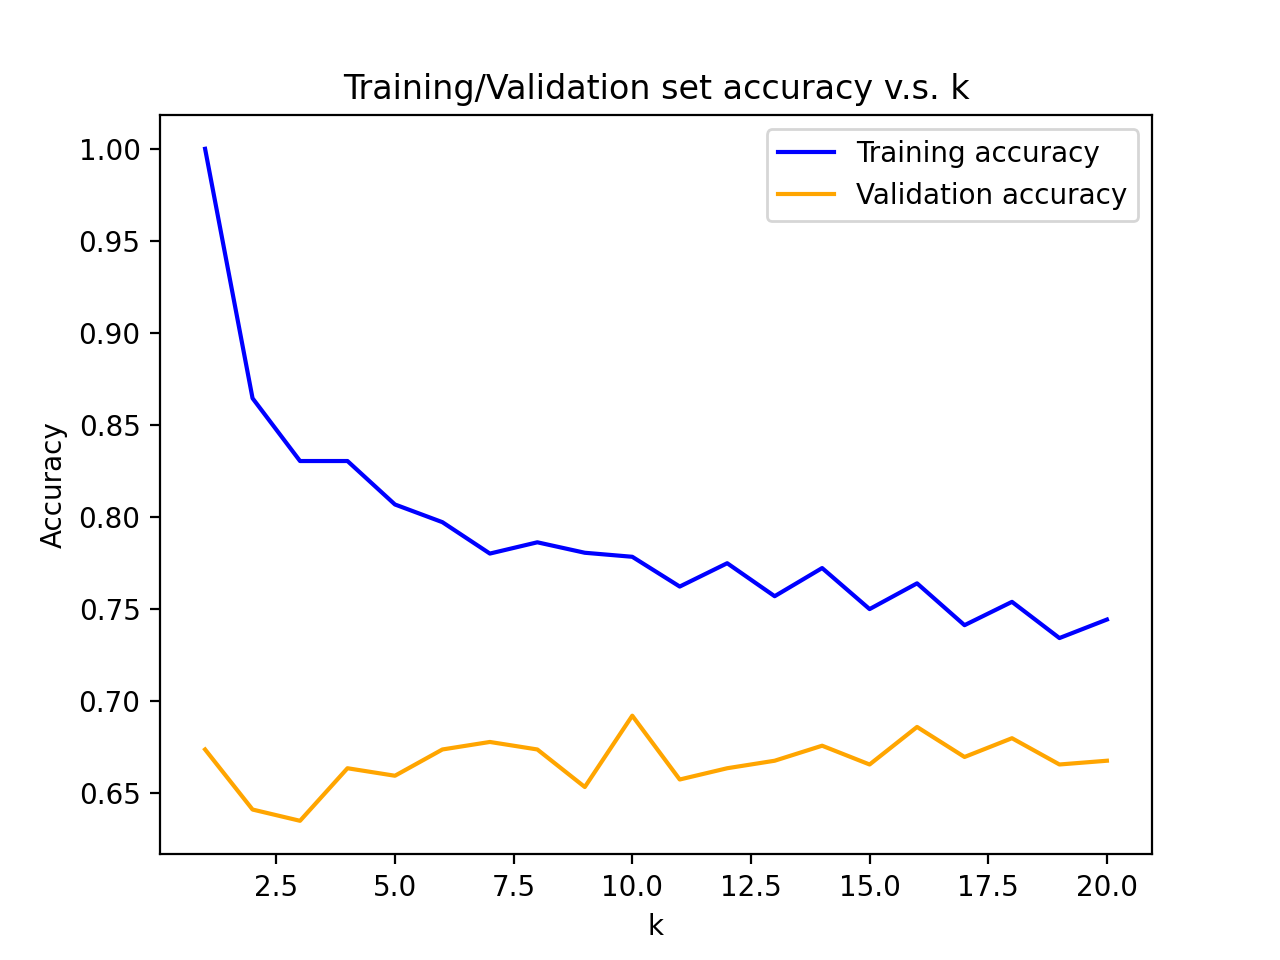 Training/Validation set accuracy v.s. k
Training accuracy
Validation accuracy
Accuracy
1.00
0.95
0.90
0.85
0.80
0.75
0.70
0.65
2.5 5.0 7.5 10.0 12.5 15.0 17.5 20.0
k